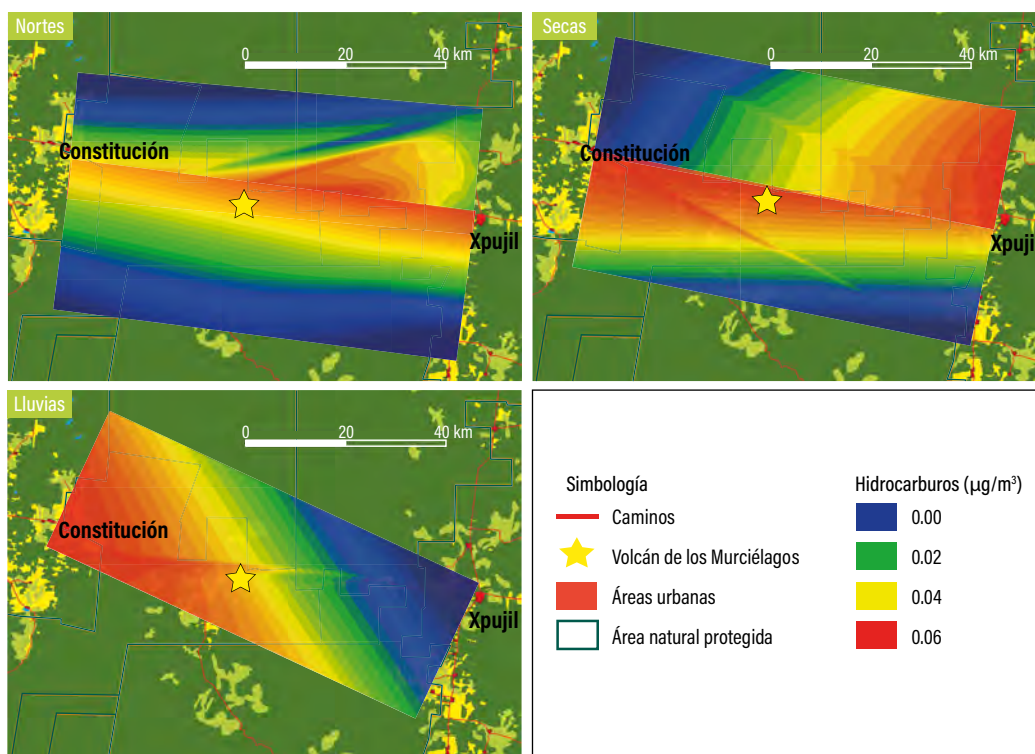 Nortes
0 20 40 km
Constitución
Xpujil
Secas
0 20 40 km
Constitución
Xpujil
Lluvias
0 20 40 km
Constitución
Xpujil
Simbología
Caminos
Volcán de los Murciélagos
Áreas urbanas
Área natural protegida
Hidrocarburos (µg/m³)
0.00
0.02
0.04
0.06